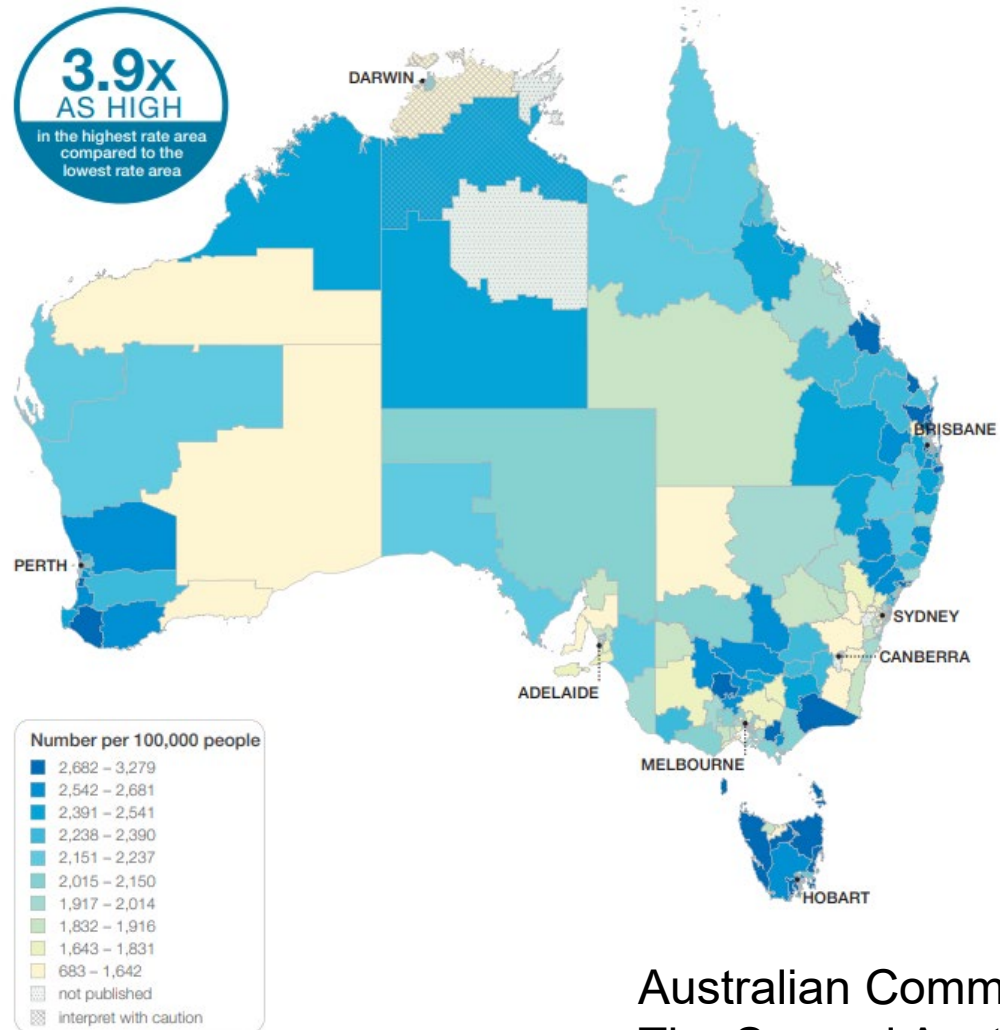 3.9x
AS HIGH
in the highest rate area
compared to the
lowest rate area
DARWIN
BRISBANE
PERTH
SYDNEY
CANBERRA
ADELAIDE
MELBOURNE
HOBART
Number per 100,000 people
2,682 – 3,279
2,542 – 2,681
2,391 – 2,541
2,238 – 2,390
2,151 – 2,237
2,015 – 2,150
1,917 – 2,014
1,832 – 1,916
1,643 – 1,831
683 – 1,642
not published
interpret with caution
Australian Comm